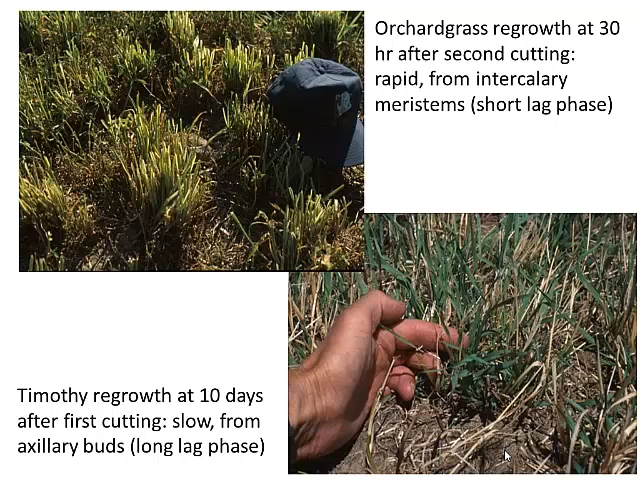 Orchardgrass regrowth at 30
hr after second cutting:
rapid, from intercalary
meristems (short lag phase)
Timothy regrowth at 10 days
after first cutting: slow, from
axillary buds (long lag phase)